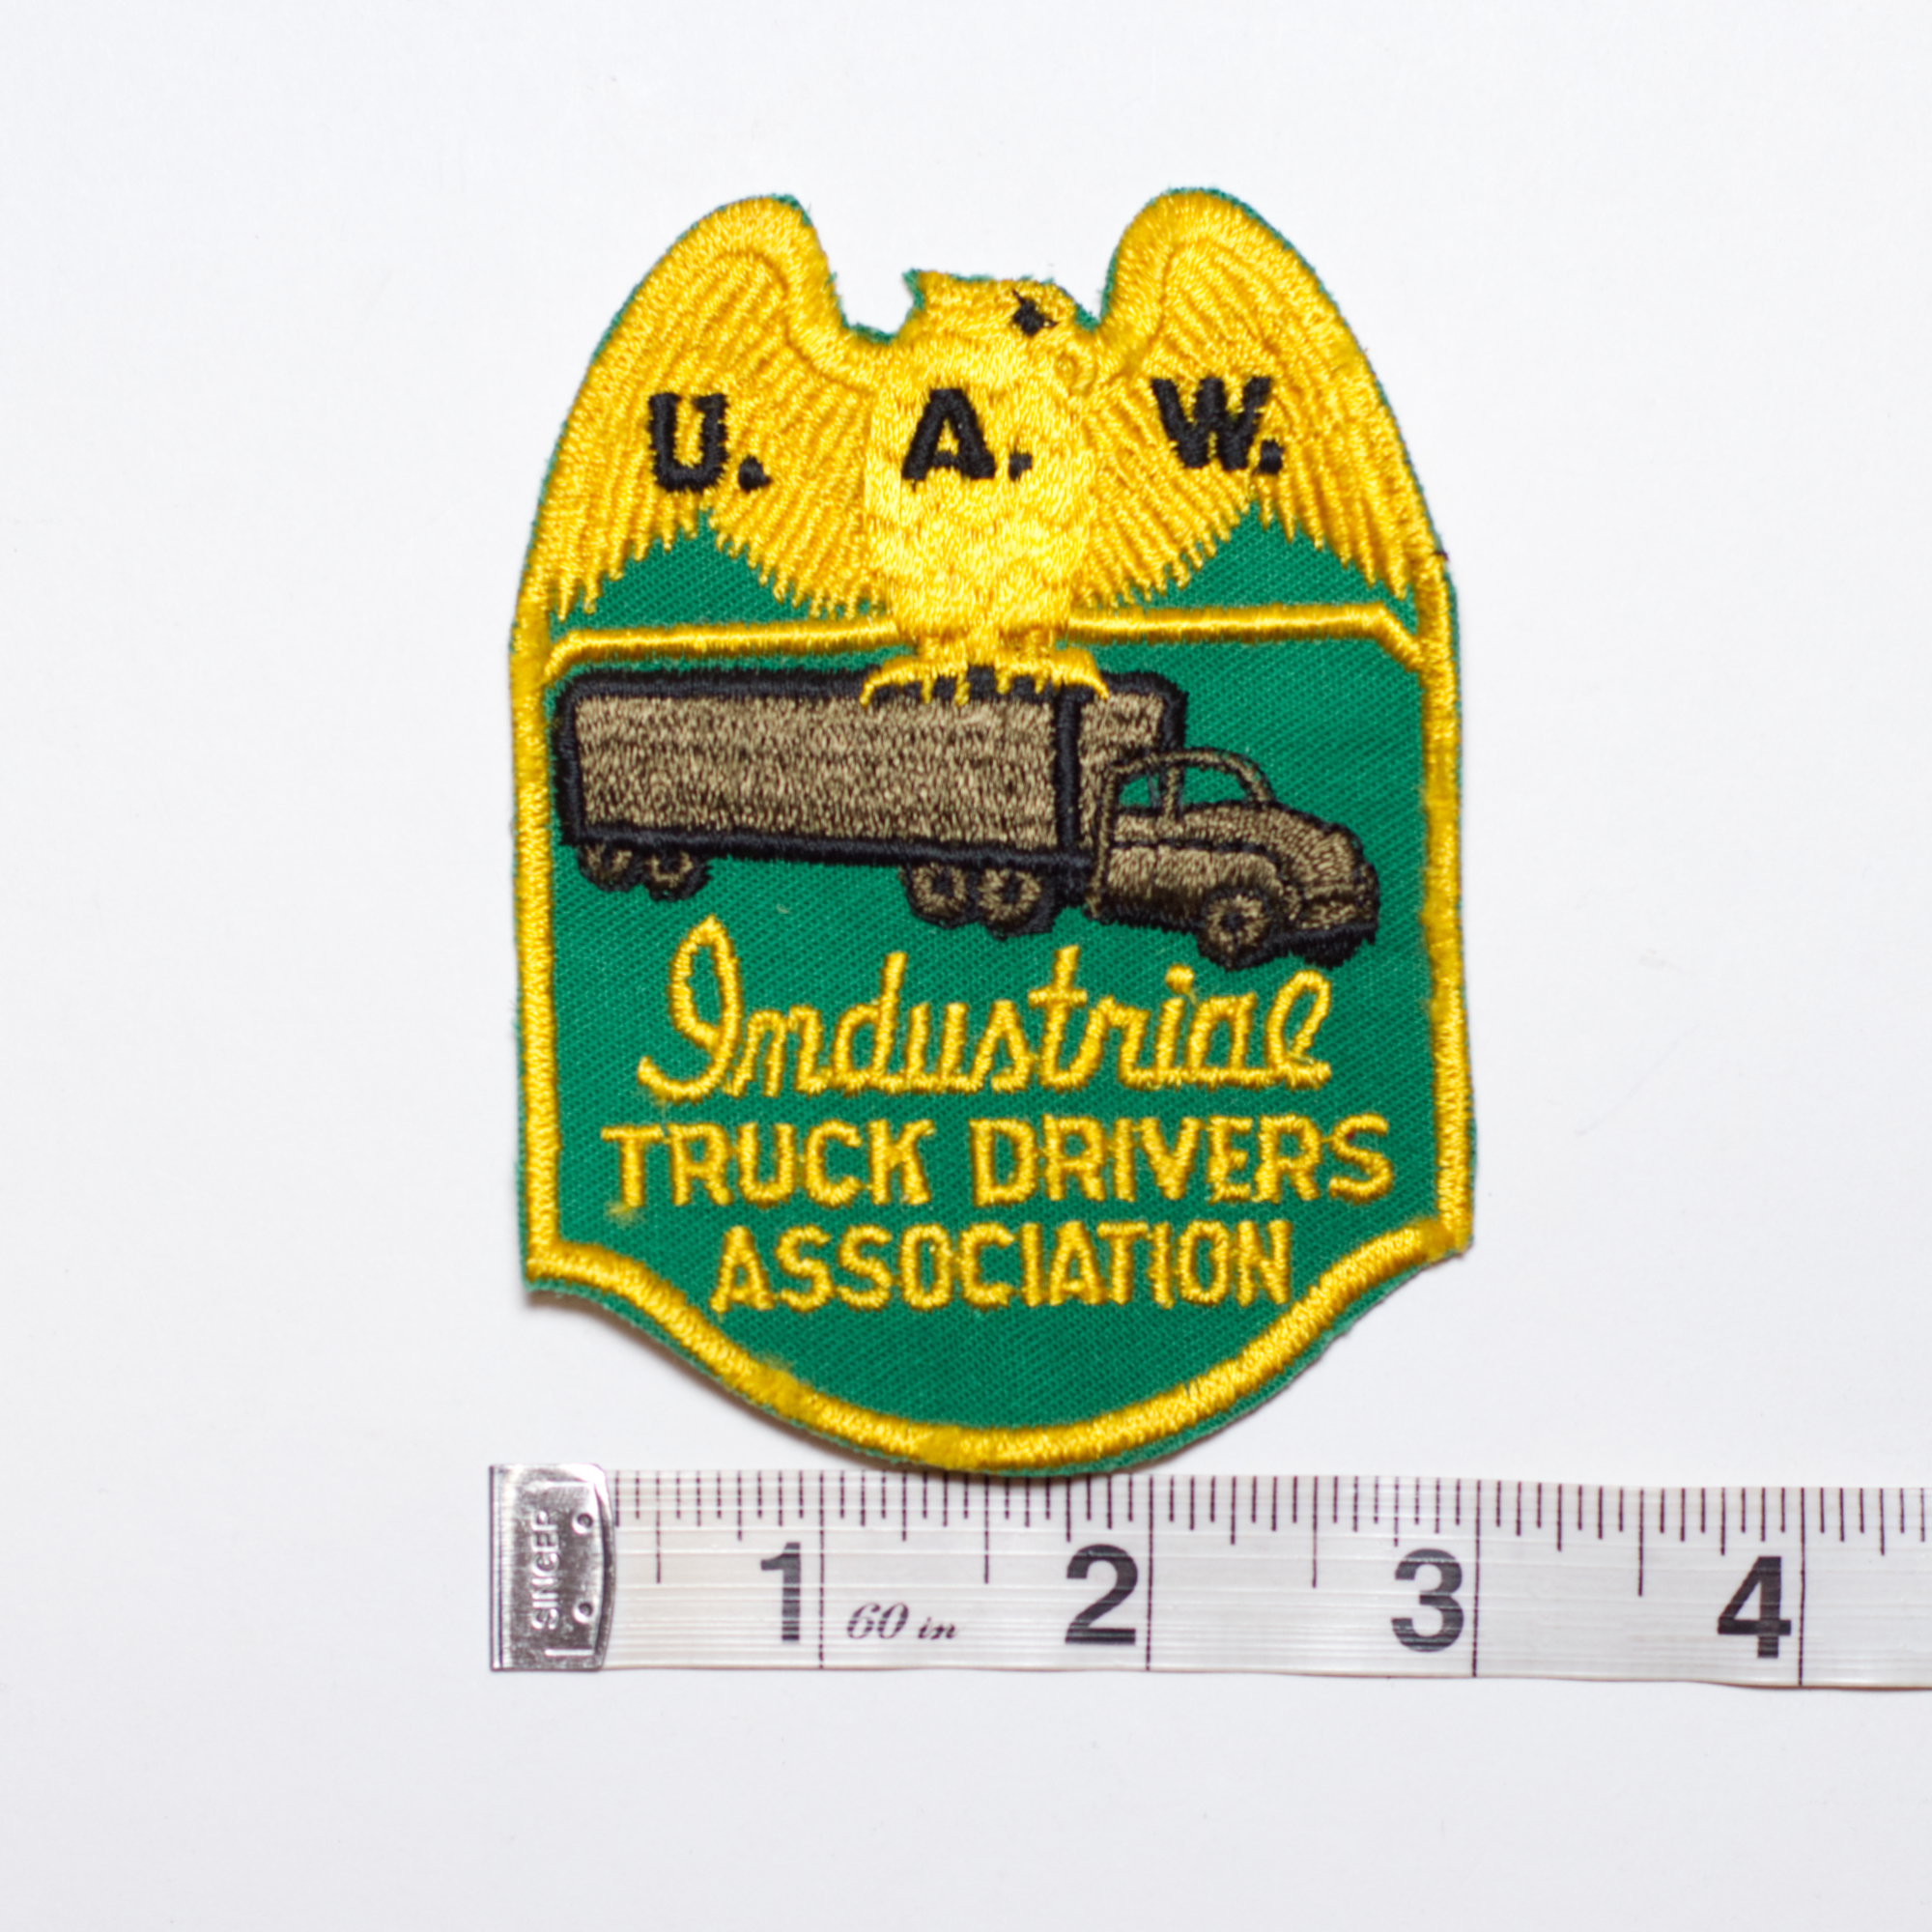 U. A. W.
Industrial
TRUCK DRIVERS
ASSOCIATION
SINGER
1 2 3 4
60 in